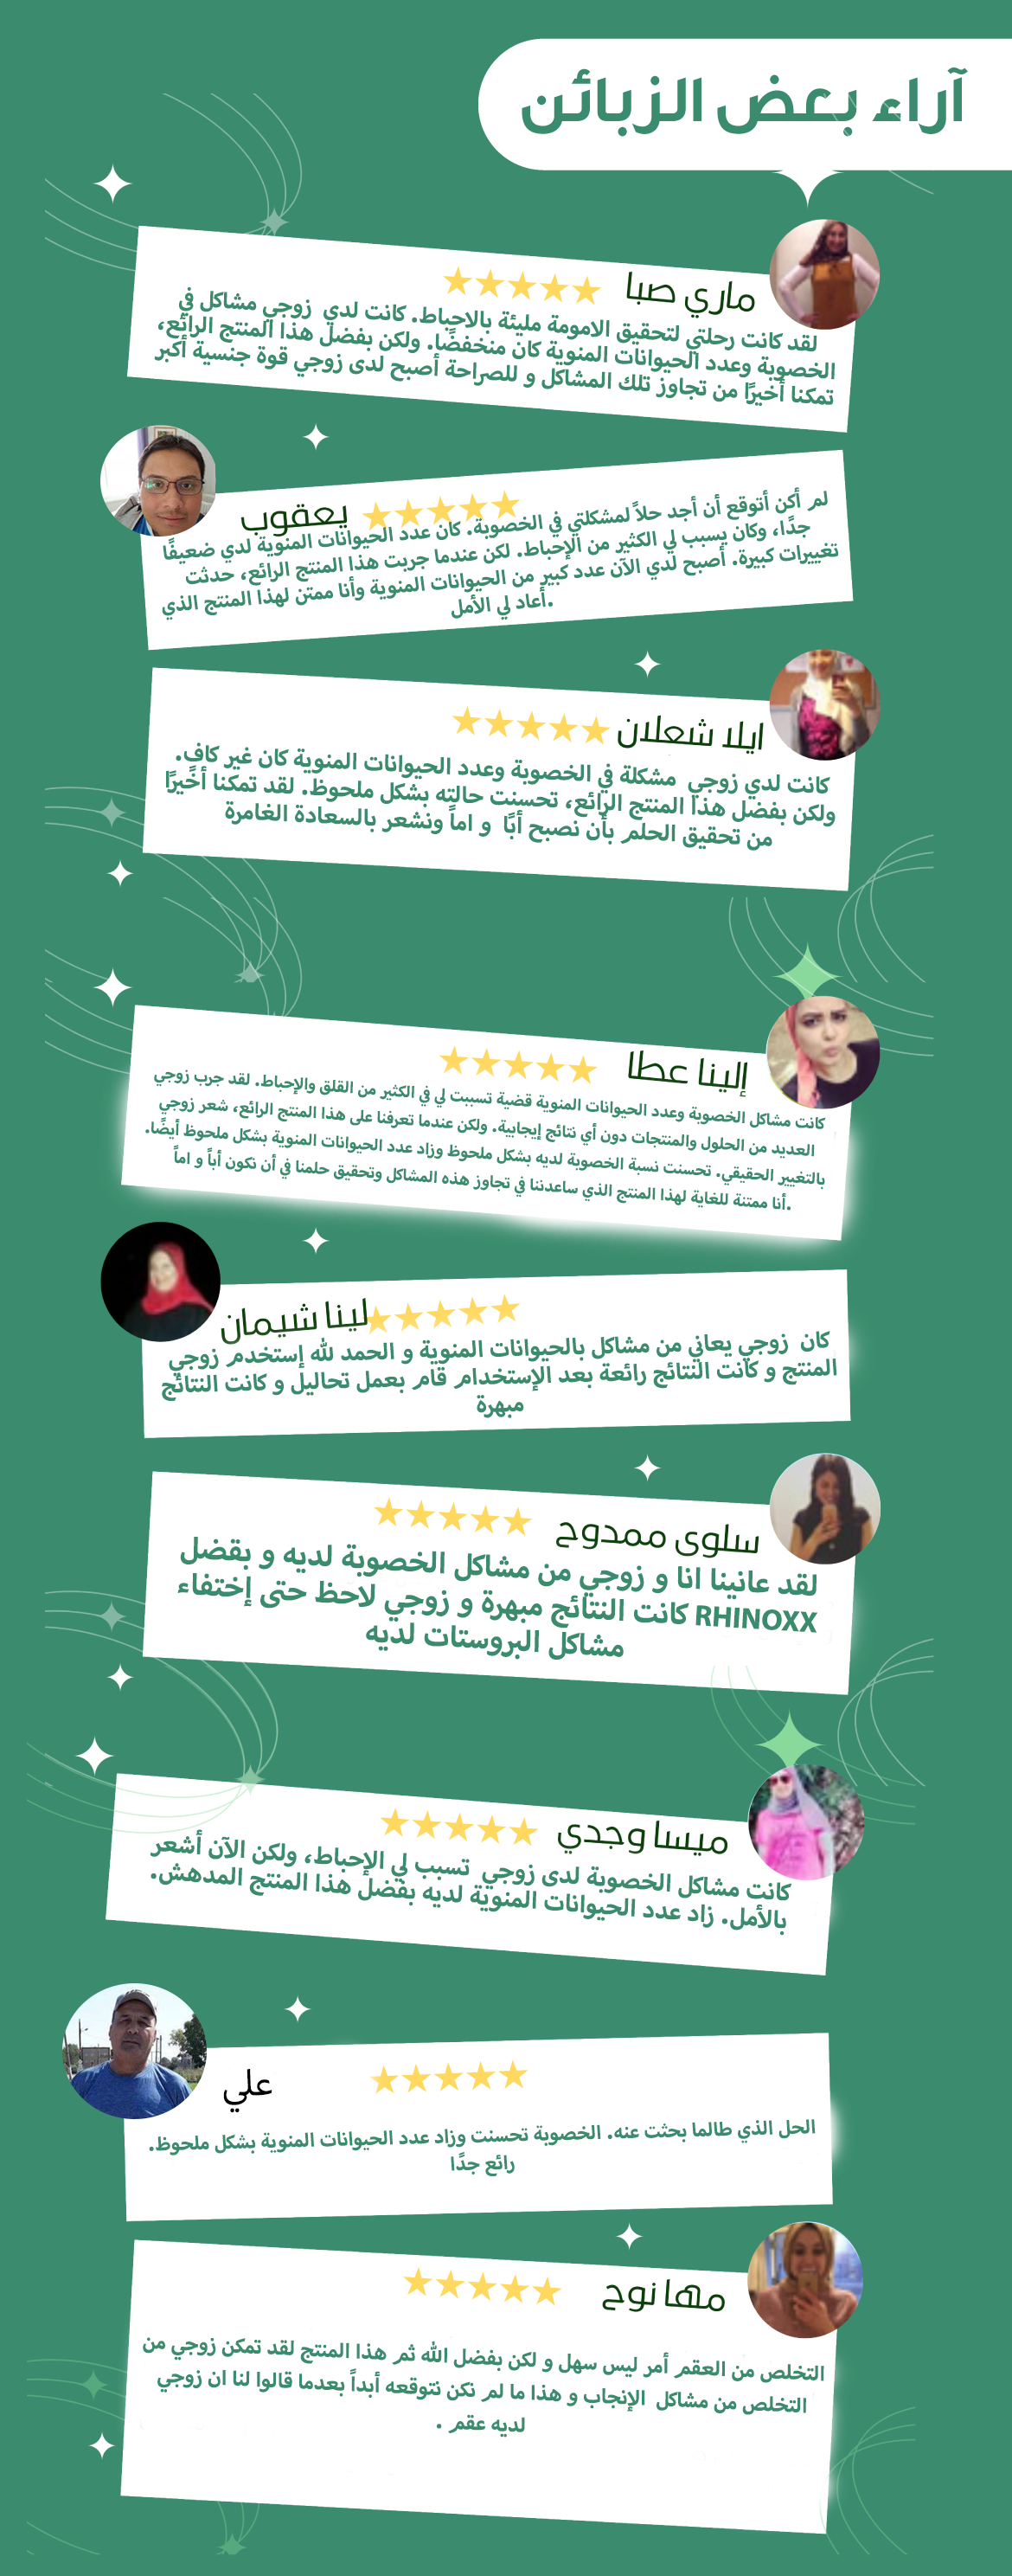 آراء بعض الزبائن
ماري صبا
لقد كانت رحلتي لتحقيق الامومة مليئة بالاحباط. كانت لدي زوجي مشاكل في
الخصوبة وعدد الحيوانات المنوية كان منخفضًا. ولكن بفضل هذا المنتج الرائع،
تمكنا أخيرًا من تجاوز تلك المشاكل و للصراحة أصبح لدى زوجي قوة جنسية أكبر
يعقوب
لم أكن أتوقع أن أجد حلاً لمشكلتي في الخصوبة. كان عدد الحيوانات المنوية لدي ضعيفًا
جدًا، وكان يسبب لي الكثير من الإحباط. لكن عندما جربت هذا المنتج الرائع، حدثت
تغييرات كبيرة. أصبح لدي الآن عدد كبير من الحيوانات المنوية وأنا ممتن لهذا المنتج الذي
أعاد لي الأمل.
ايلا شعلان
كانت لدي زوجي مشكلة في الخصوبة وعدد الحيوانات المنوية كان غير كافٍ.
ولكن بفضل هذا المنتج الرائع، تحسنت حالته بشكل ملحوظ. لقد تمكنا أخيرًا
من تحقيق الحلم بأن نصبح أبًا و اماً ونشعر بالسعادة الغامرة
إلينا عطا
كانت مشاكل الخصوبة وعدد الحيوانات المنوية قضية تسببت لي في الكثير من القلق والإحباط. لقد جرب زوجي
العديد من الحلول والمنتجات دون أي نتائج إيجابية. ولكن عندما تعرفنا على هذا المنتج الرائع، شعر زوجي
بالتغيير الحقيقي. تحسنت نسبة الخصوبة لديه بشكل ملحوظ وزاد عدد الحيوانات المنوية بشكل ملحوظ أيضًا.
أنا ممتنة للغاية لهذا المنتج الذي ساعدننا في تجاوز هذه المشاكل وتحقيق حلمنا في أن نكون أباً و اماً.
لينا شيمان
كان زوجي يعاني من مشاكل بالحيوانات المنوية و الحمد لله إستخدم زوجي
المنتج و كانت النتائج رائعة بعد الإستخدام قام بعمل تحاليل و كانت النتائج
مبهرة
سلوى ممدوح
لقد عانينا انا و زوجي من مشاكل الخصوبة لديه و بفضل
RHINOXX كانت النتائج مبهرة و زوجي لاحظ حتى إختفاء
مشاكل البروستات لديه
ميسا وجدي
كانت مشاكل الخصوبة لدى زوجي تسبب لي الإحباط، ولكن الآن أشعر
بالأمل. زاد عدد الحيوانات المنوية لديه بفضل هذا المنتج المدهش.
علي
الحل الذي طالما بحثت عنه. الخصوبة تحسنت وزاد عدد الحيوانات المنوية بشكل ملحوظ.
رائع جدًا
مها نوح
التخلص من العقم أمر ليس سهل و لكن بفضل الله ثم هذا المنتج لقد تمكن زوجي من
التخلص من مشاكل الإنجاب و هذا ما لم نكن نتوقعه أبداً بعدما قالوا لنا ان زوجي
لديه عقم .